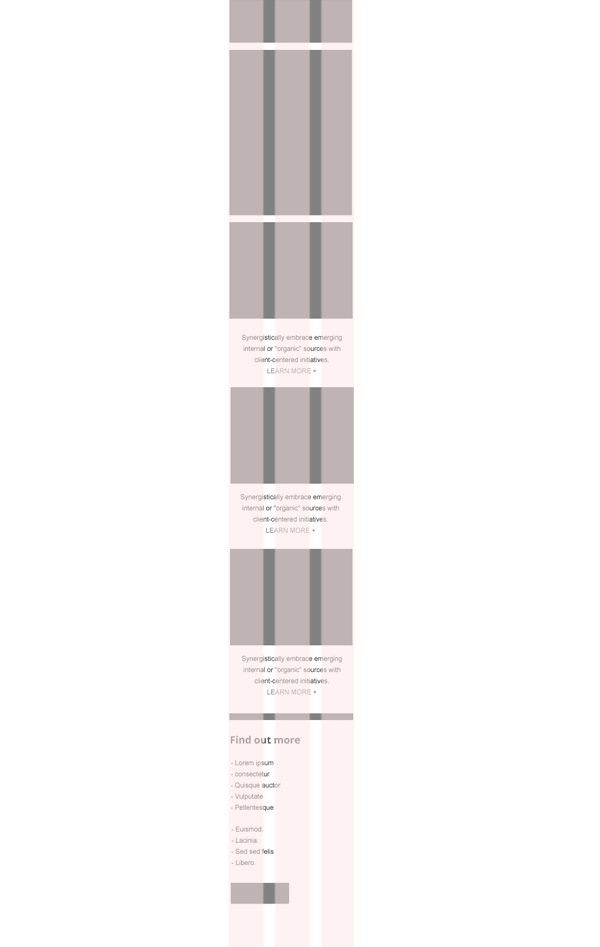 Synergistically embrace emerging
internal or "organic" sources with
client-centered initiatives.
LEARN MORE +
Synergistically embrace emerging
internal or "organic" sources with
client-centered initiatives.
LEARN MORE +
Synergistically embrace emerging
internal or "organic" sources with
client-centered initiatives.
LEARN MORE +
Find out more
- Lorem ipsum
- consectetur
- Quisque auctor
- Vulputate
- Pellentesque
- Euismod.
- Lacinia.
- Sed sed felis
- Libero.